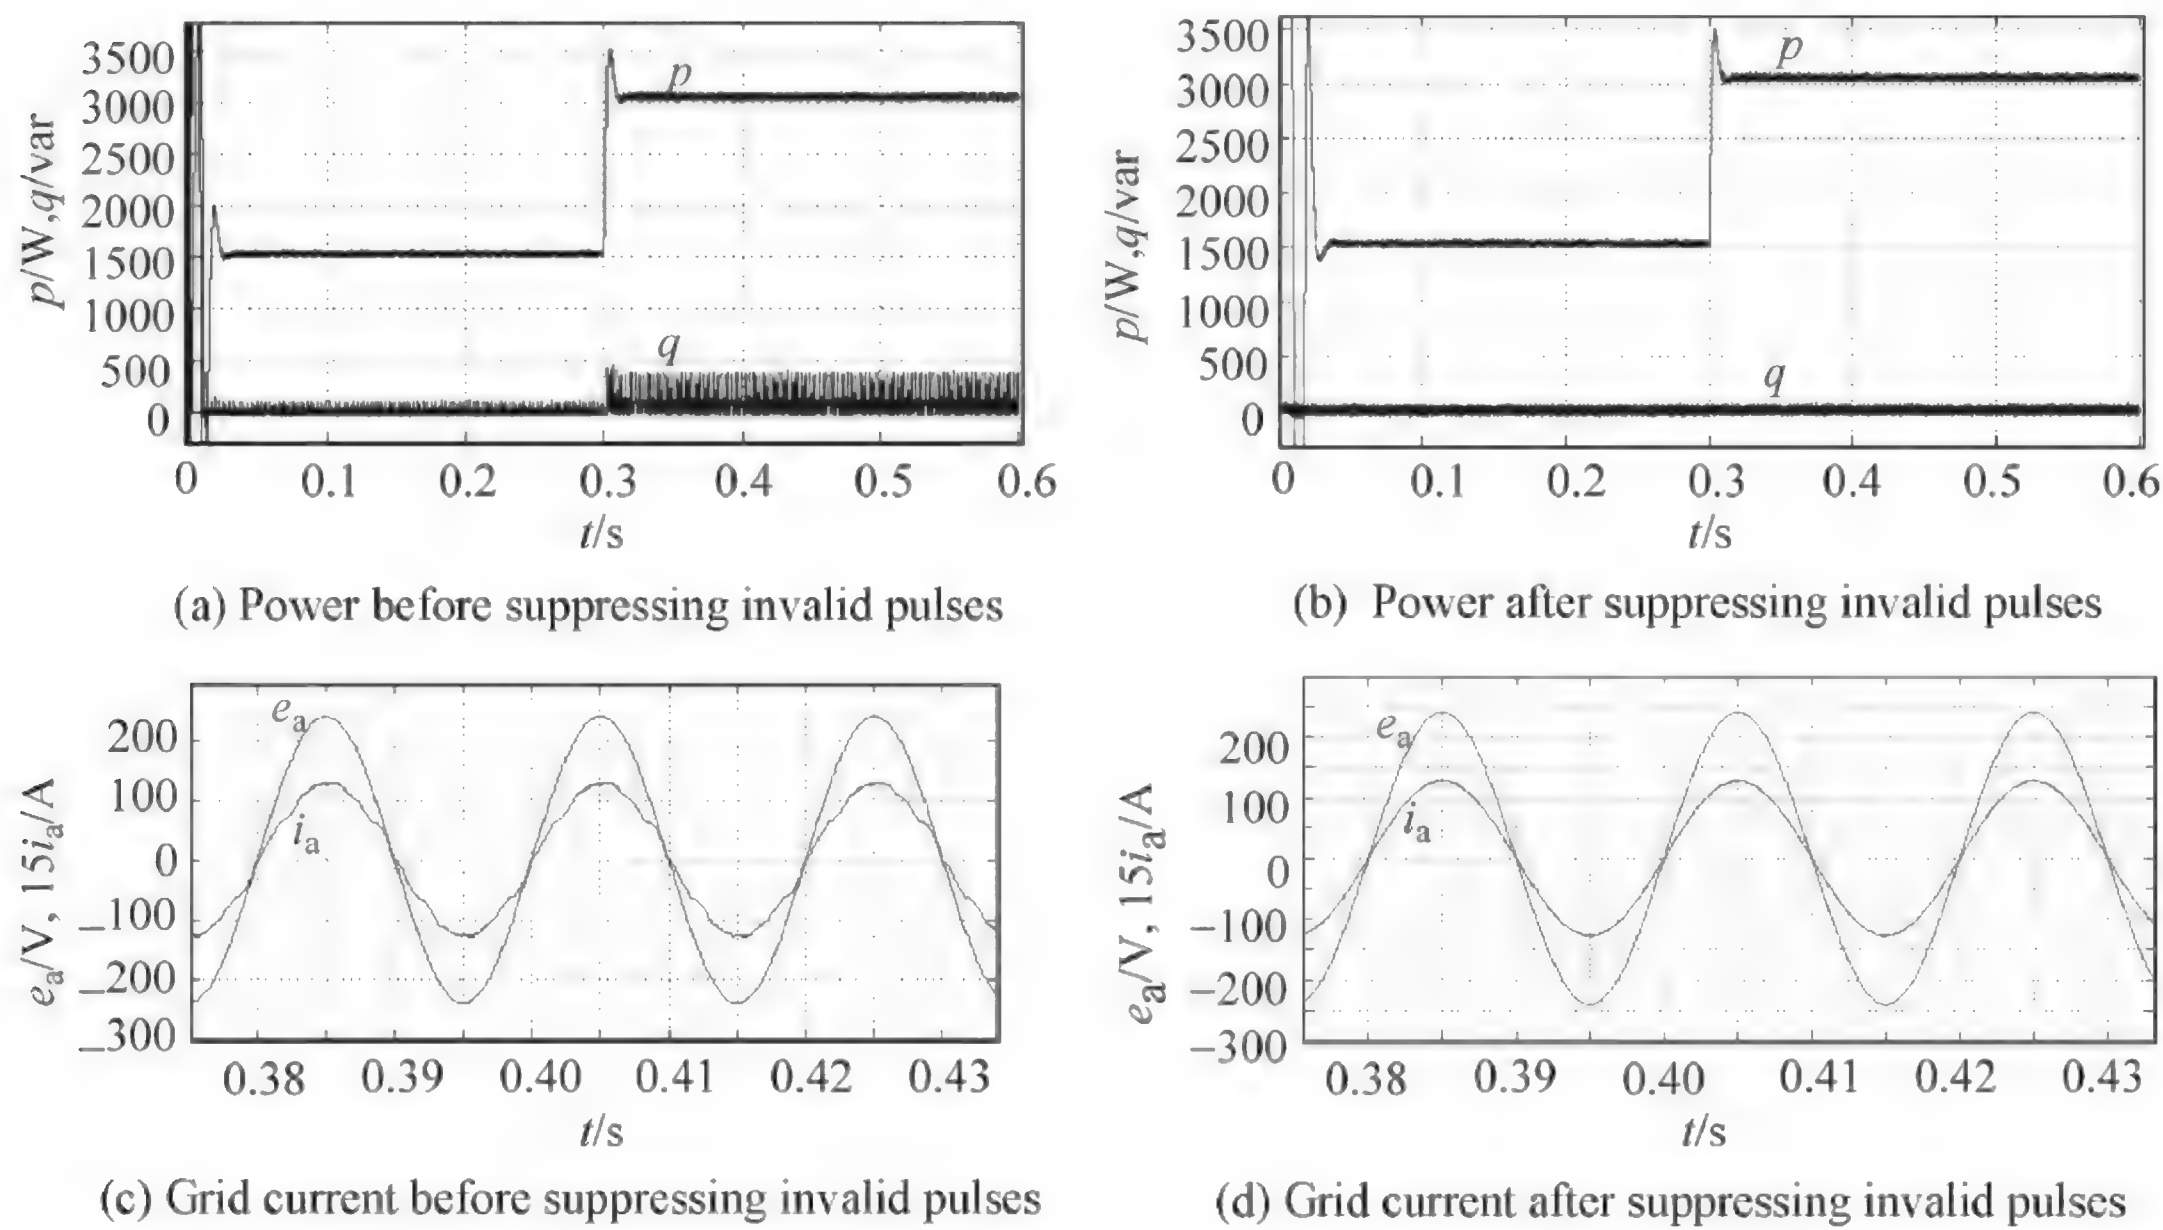 p/W,q/var
3500
3000
2500
2000
1500
1000
500
0
p
q
0 0.1 0.2 0.3 0.4 0.5 0.6
t/s
(a) Power before suppressing invalid pulses
p/W,q/var
3500
3000
2500
2000
1500
1000
500
0
p
q
0 0.1 0.2 0.3 0.4 0.5 0.6
t/s
(b) Power after suppressing invalid pulses
eₐ/V, 15iₐ/A
200
100
0
–100
–200
–300
eₐ
iₐ
0.38 0.39 0.40 0.41 0.42 0.43
t/s
(c) Grid current before suppressing invalid pulses
eₐ/V, 15iₐ/A
200
100
0
–100
–200
–300
eₐ
iₐ
0.38 0.39 0.40 0.41 0.42 0.43
t/s
(d) Grid current after suppressing invalid pulses